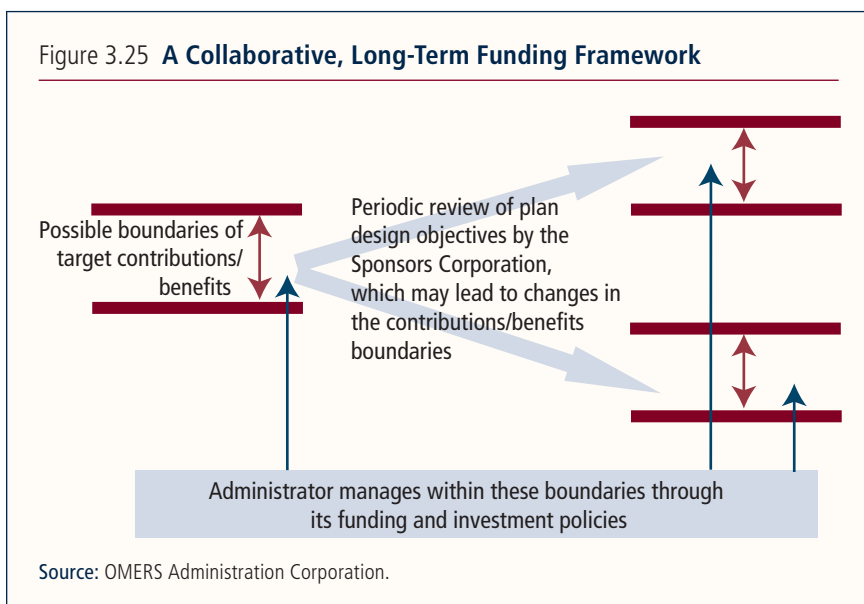 Figure 3.25 A Collaborative, Long-Term Funding Framework
Possible boundaries of
target contributions/
benefits
Periodic review of plan
design objectives by the
Sponsors Corporation,
which may lead to changes in
the contributions/benefits
boundaries
Administrator manages within these boundaries through
its funding and investment policies
Source: OMERS Administration Corporation.